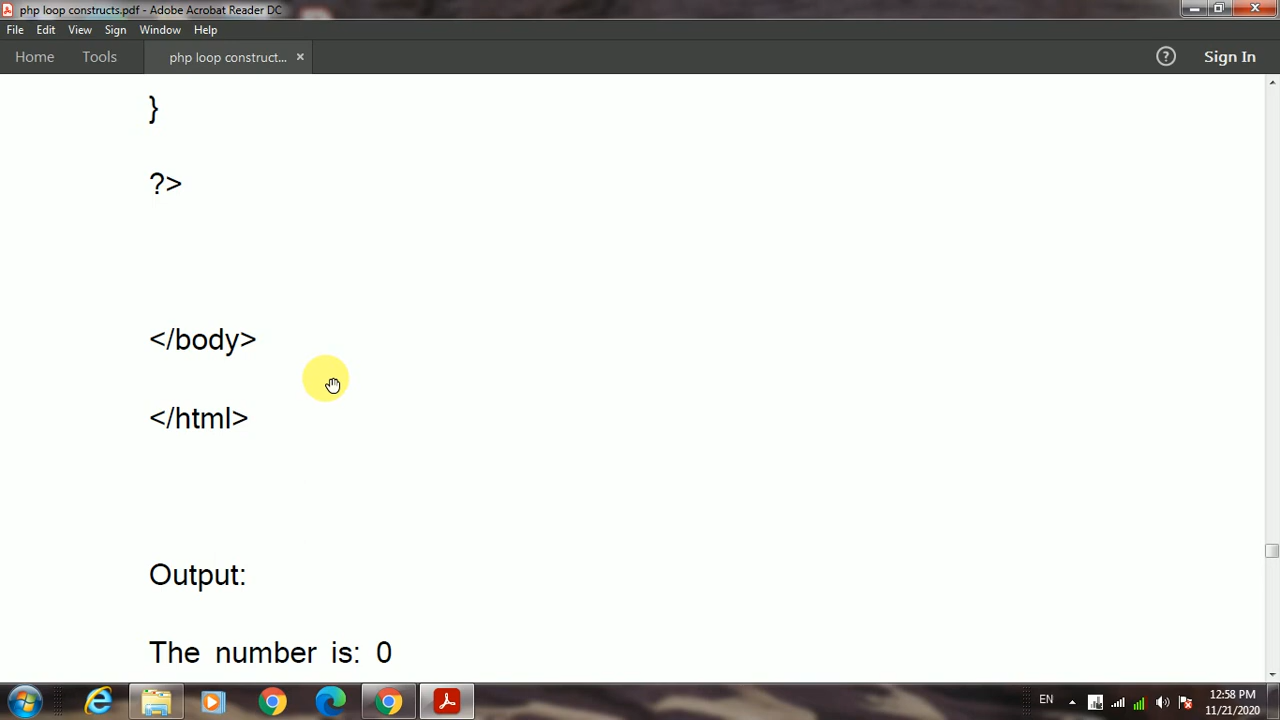 php loop constructs.pdf - Adobe Acrobat Reader DC
File Edit View Sign Window Help
Home Tools php loop construct... × ? Sign In
}
?>
</body>
</html>
Output:
The number is: 0
EN 12:58 PM
11/21/2020